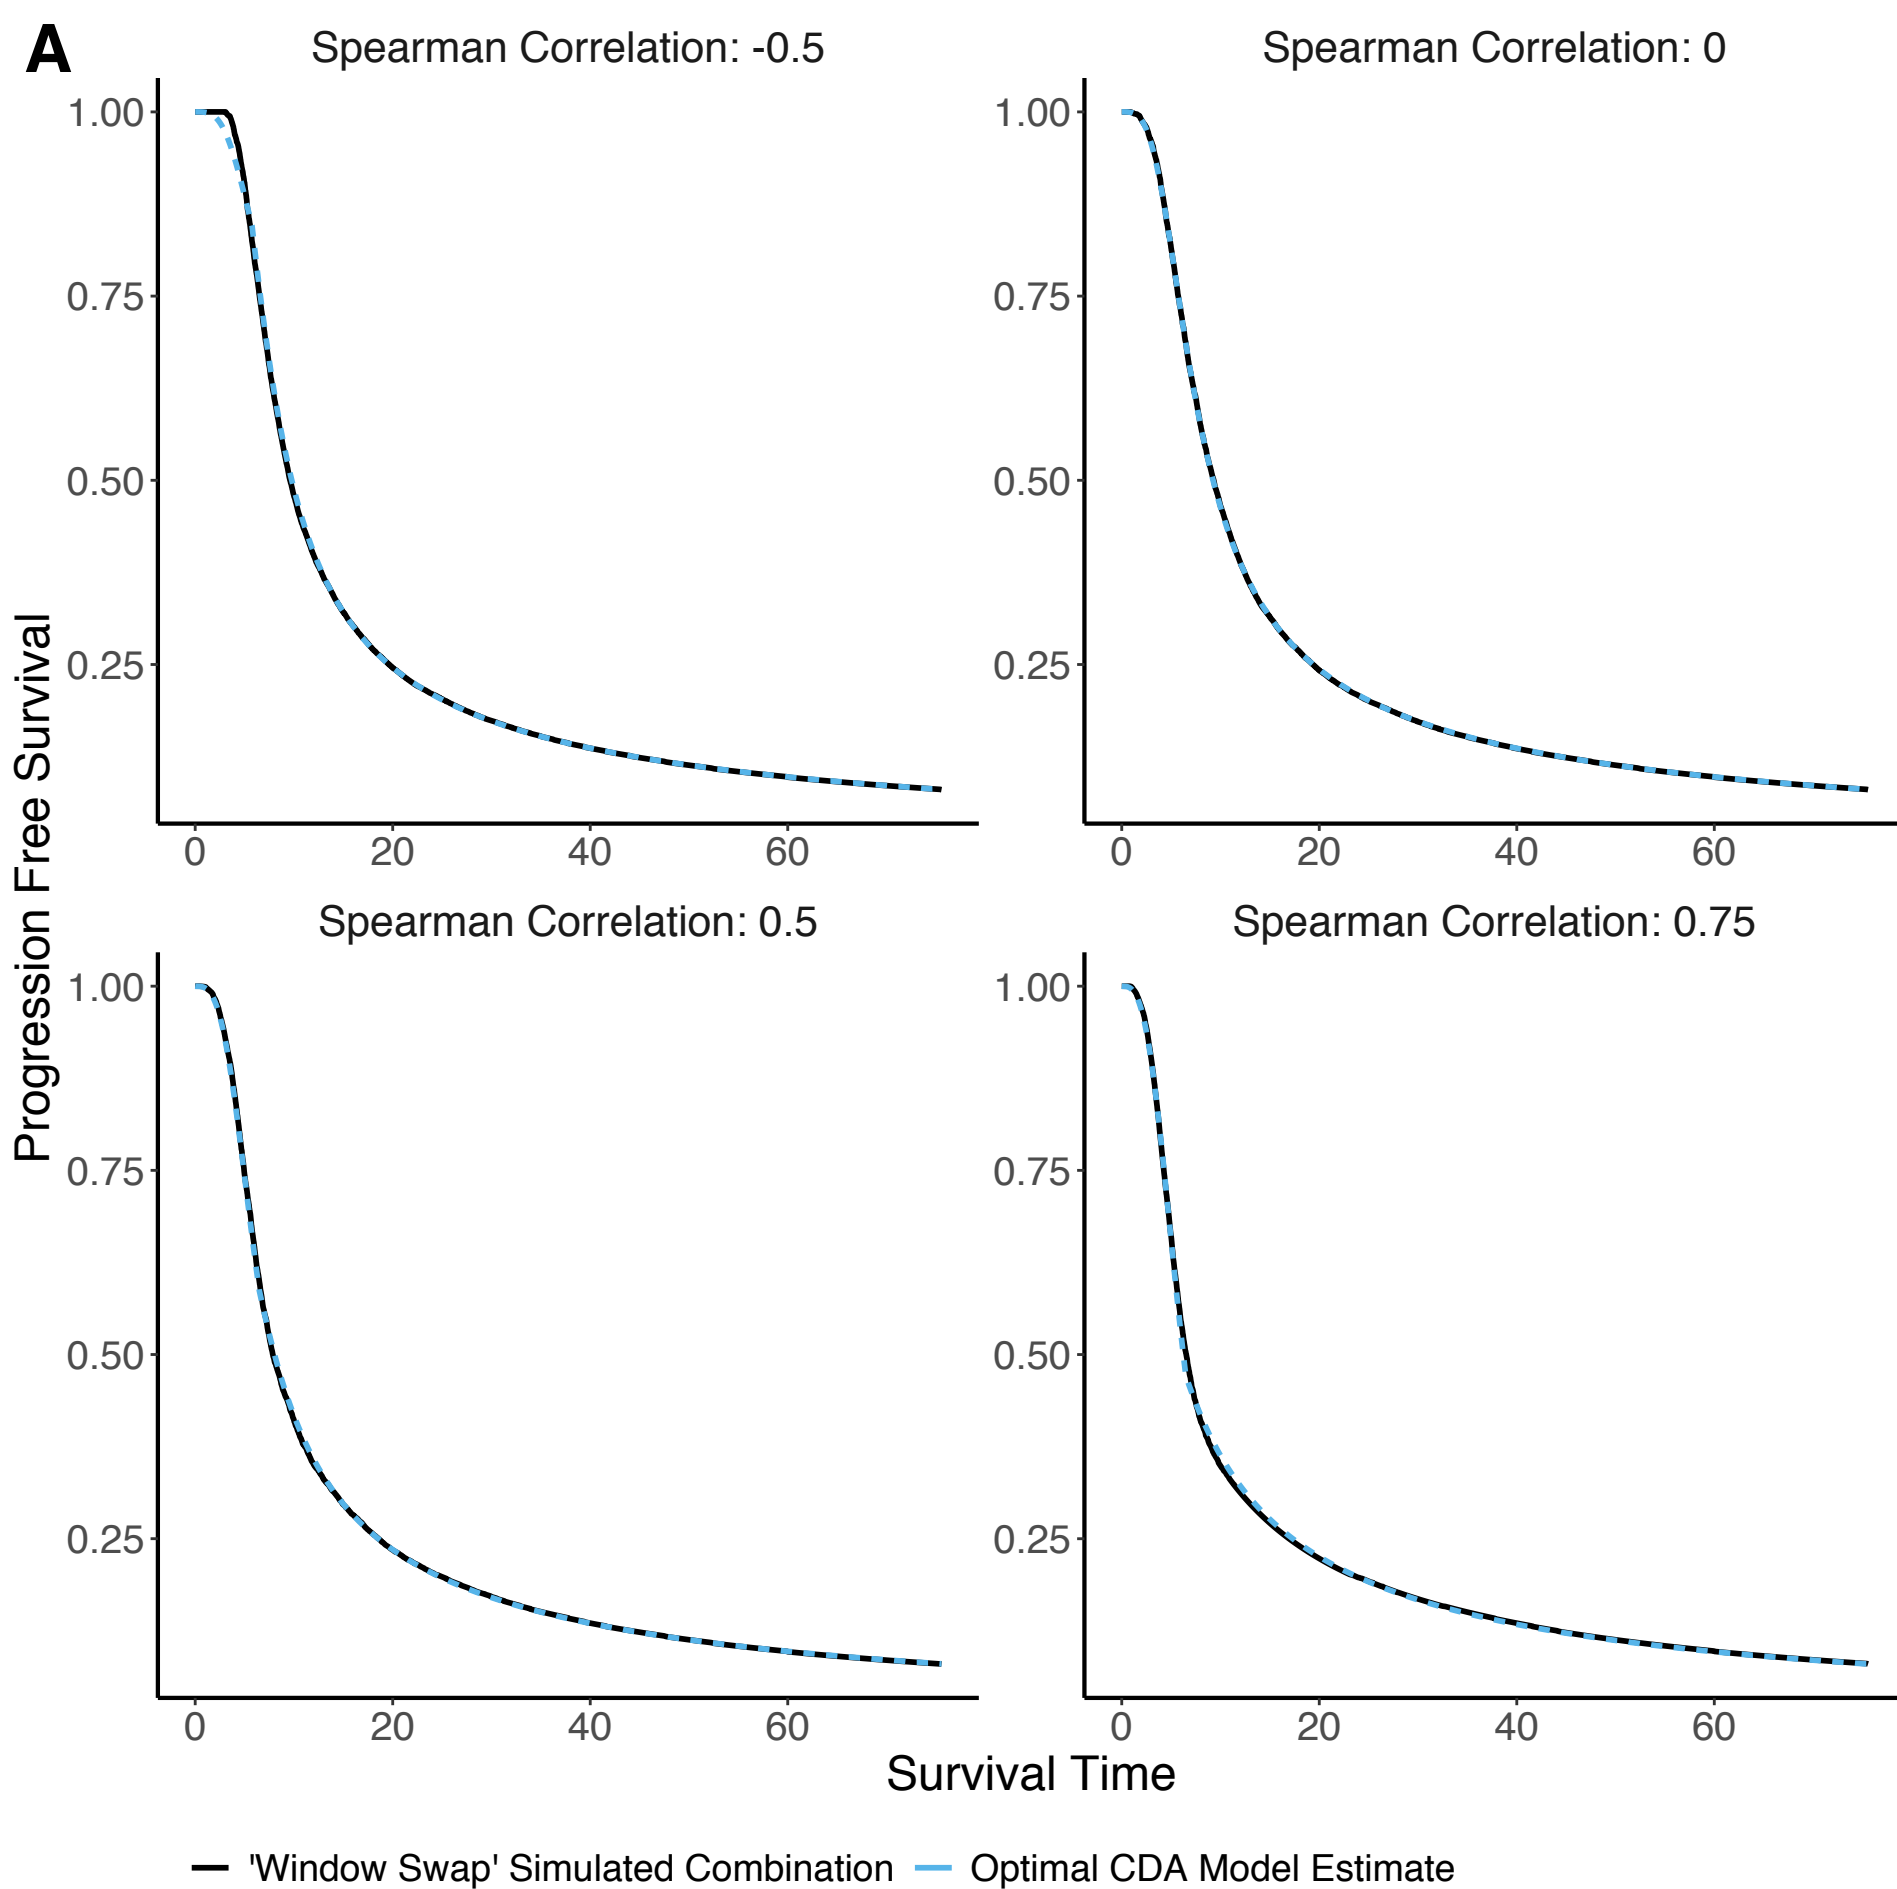 A
Spearman Correlation: -0.5
Spearman Correlation: 0
1.00
0.75
0.50
0.25
0 20 40 60
1.00
0.75
0.50
0.25
0 20 40 60
Progression Free Survival
Spearman Correlation: 0.5
Spearman Correlation: 0.75
1.00
0.75
0.50
0.25
0 20 40 60
1.00
0.75
0.50
0.25
0 20 40 60
Survival Time
'Window Swap' Simulated Combination
Optimal CDA Model Estimate